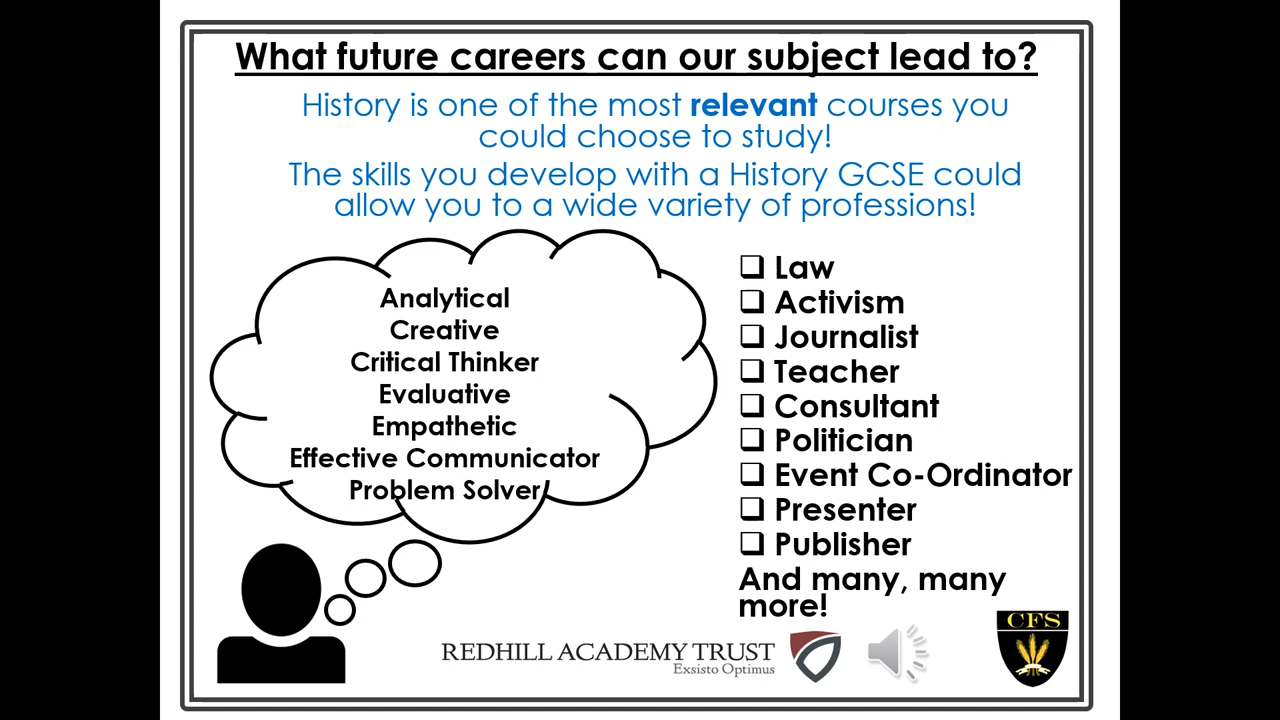 What future careers can our subject lead to?
History is one of the most relevant courses you
could choose to study!
The skills you develop with a History GCSE could
allow you to a wide variety of professions!
Analytical
Creative
Critical Thinker
Evaluative
Empathetic
Effective Communicator
Problem Solver
Law
Activism
Journalist
Teacher
Consultant
Politician
Event Co-Ordinator
Presenter
Publisher
And many, many
more!
REDHILL ACADEMY TRUST
Exsisto Optimus
CFS